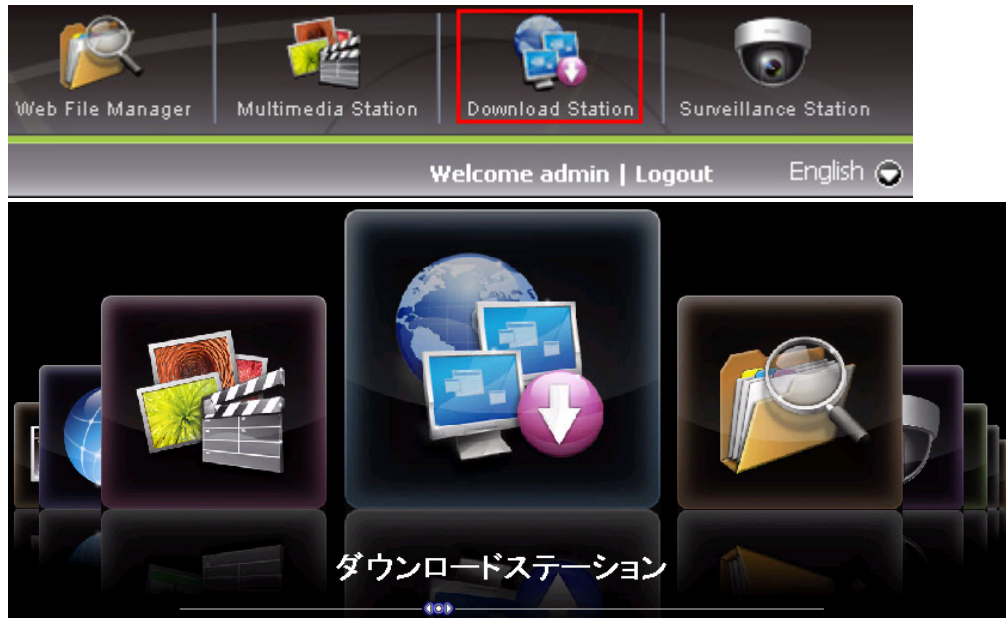 Web File Manager
Multimedia Station
Download Station
Surveillance Station
Welcome admin | Logout
English
ダウンロードステーション